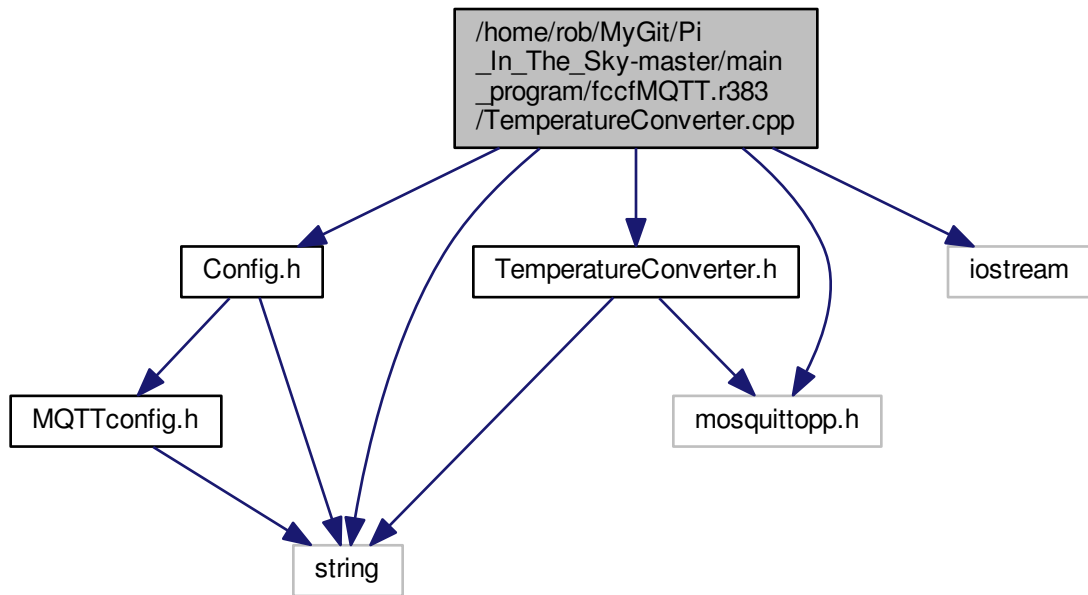 /home/rob/MyGit/Pi
_In_The_Sky-master/main
_program/fccfMQTT.r383
/TemperatureConverter.cpp
Config.h
TemperatureConverter.h
iostream
MQTTconfig.h
mosquittopp.h
string